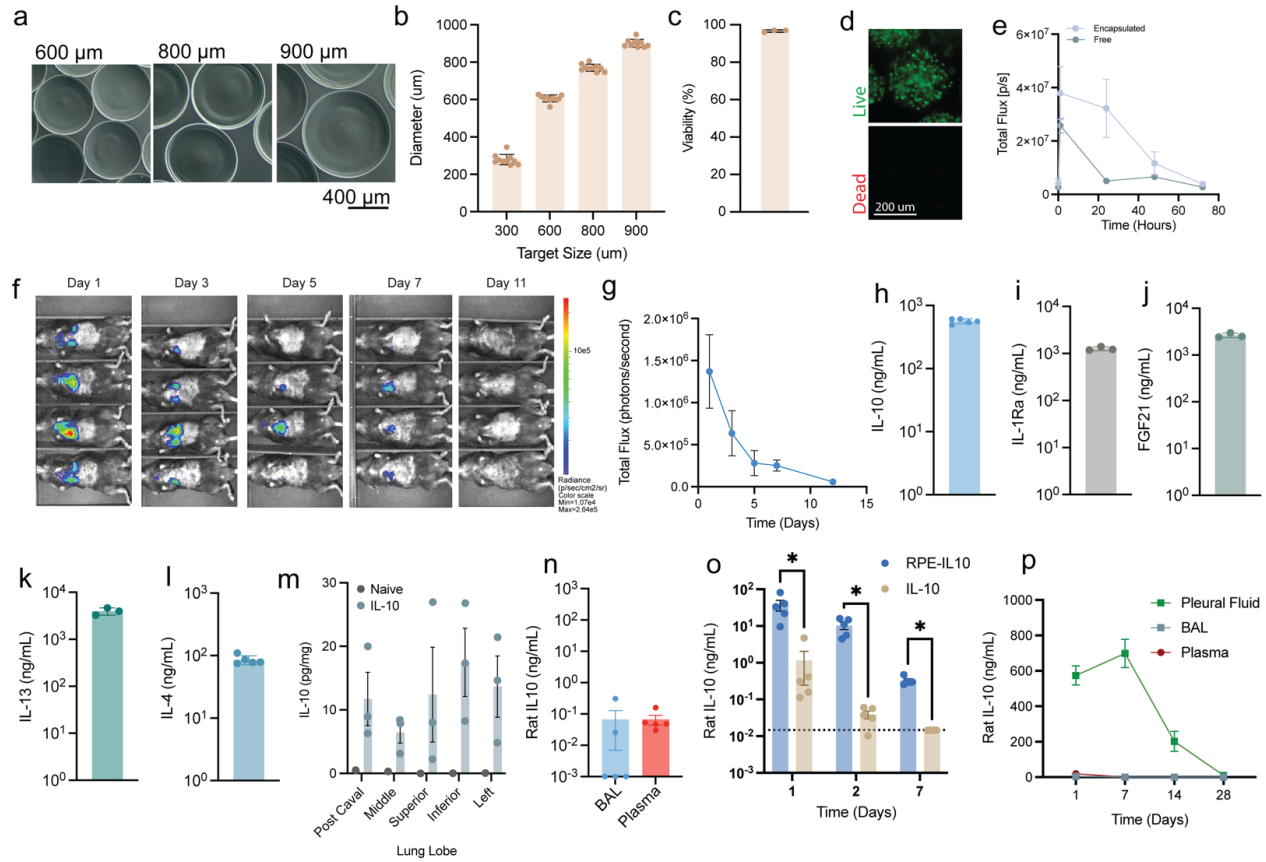 a
600 µm
800 µm
900 µm
400 µm
b
Diameter (um)
1000
800
600
400
200
0
300
600
800
900
Target Size (um)
c
Viability (%)
100
80
60
40
20
0
d
Live
Dead
200 um
e
Encapsulated
Free
Total Flux [p/s]
6×10⁷
4×10⁷
2×10⁷
0
0
20
40
60
80
Time (Hours)
f
Day 1
Day 3
Day 5
Day 7
Day 11
10e5
Radiance
(p/sec/cm2/sr)
Color scale
Min=1.07e4
Max=2.64e5
g
Total Flux (photons/second)
2.0×10⁶
1.5×10⁶
1.0×10⁶
5.0×10⁵
0.0
0
5
10
15
Time (Days)
h
IL-10 (ng/mL)
10³
10²
10¹
10⁰
i
IL-1Ra (ng/mL)
10⁴
10³
10²
10¹
10⁰
j
FGF21 (ng/mL)
10⁴
10³
10²
10¹
10⁰
k
IL-13 (ng/mL)
10⁴
10³
10²
10¹
10⁰
l
IL-4 (ng/mL)
10³
10²
10¹
10⁰
m
Naive
IL-10
IL-10 (pg/mg)
30
20
10
0
Post Caval
Middle
Superior
Inferior
Left
Lung Lobe
n
Rat IL10 (ng/mL)
10³
10²
10¹
10⁰
10⁻¹
10⁻²
10⁻³
BAL
Plasma
o
RPE-IL10
IL-10
* * *
Rat IL-10 (ng/mL)
10²
10¹
10⁰
10⁻¹
10⁻²
10⁻³
1
2
7
Time (Days)
p
Pleural Fluid
BAL
Plasma
Rat IL-10 (ng/mL)
1000
800
600
400
200
0
1
7
14
28
Time (Days)